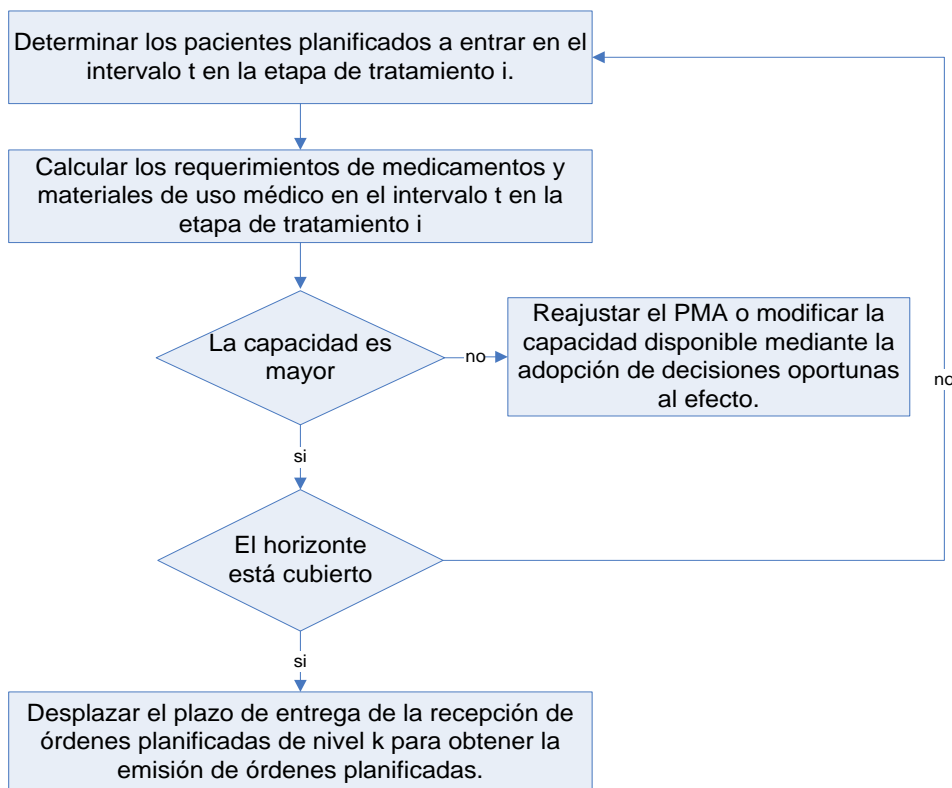 Determinar los pacientes planificados a entrar en el
intervalo t en la etapa de tratamiento i.
Calcular los requerimientos de medicamentos y
materiales de uso médico en el intervalo t en la
etapa de tratamiento i
La capacidad es
mayor
no
Reajustar el PMA o modificar la
capacidad disponible mediante la
adopción de decisiones oportunas
al efecto.
no
si
El horizonte
está cubierto
si
Desplazar el plazo de entrega de la recepción de
órdenes planificadas de nivel k para obtener la
emisión de órdenes planificadas.